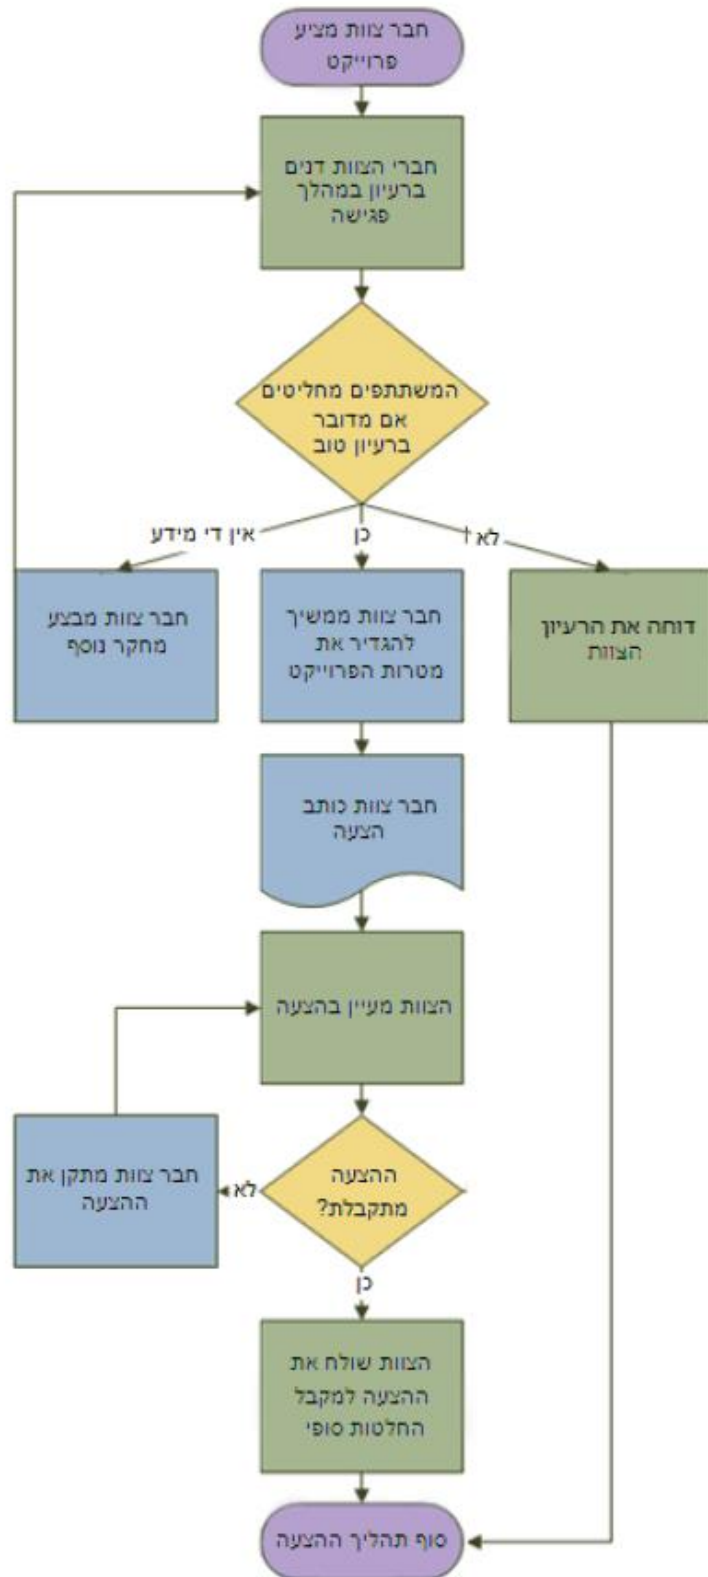 חבר צוות מציע
פרוייקט
חברי הצוות דנים
ברעיון במהלך
פגישה
המשתתפים מחליטים
אם מדובר
ברעיון טוב
לא
כן
אין די מידע
דוחה את הרעיון
הצוות
חבר צוות ממשיך
להגדיר את
מטרות הפרוייקט
חבר צוות מבצע
מחקר נוסף
חבר צוות כותב
הצעה
הצוות מעיין בהצעה
ההצעה
מתקבלת?
לא
חבר צוות מתקן את
ההצעה
כן
הצוות שולח את
ההצעה למקבל
החלטות סופי
סוף תהליך ההצעה